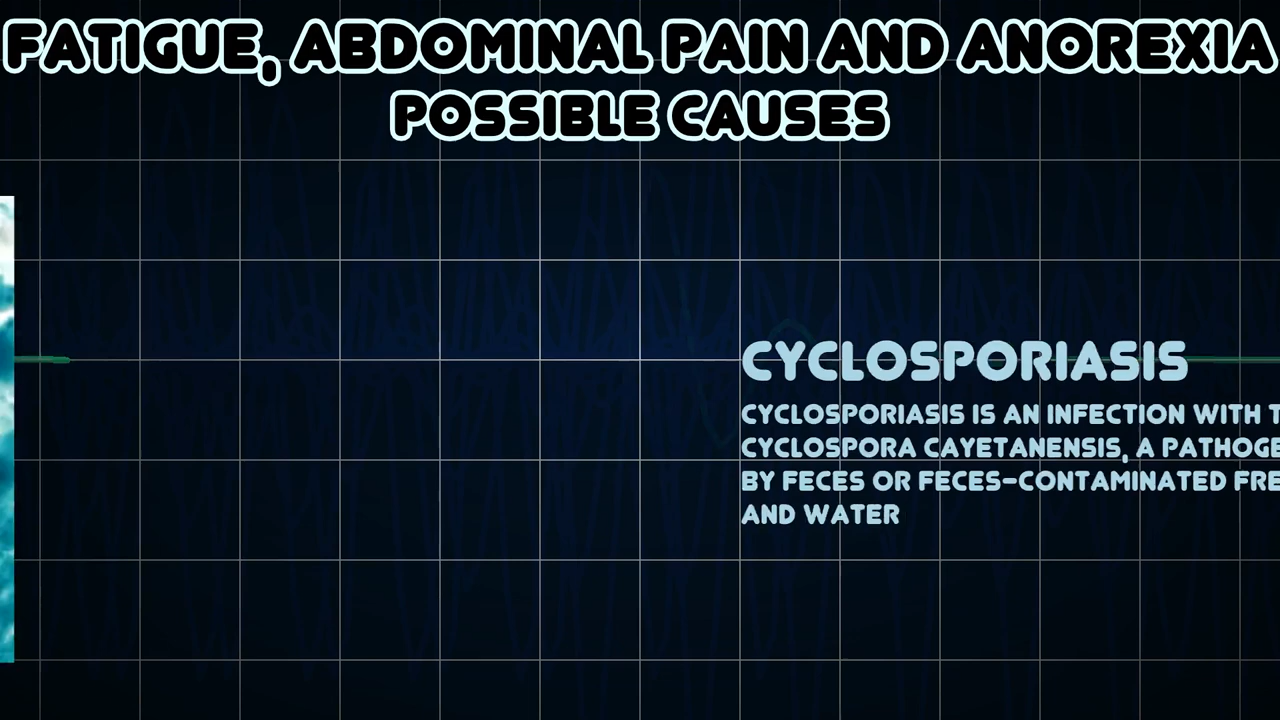 FATIGUE, ABDOMINAL PAIN AND ANOREXIA
POSSIBLE CAUSES
CYCLOSPORIASIS
CYCLOSPORIASIS IS AN INFECTION WITH
CYCLOSPORA CAYETANENSIS, A
BY FECES OR FECES-CONTAMINATED
AND WATER